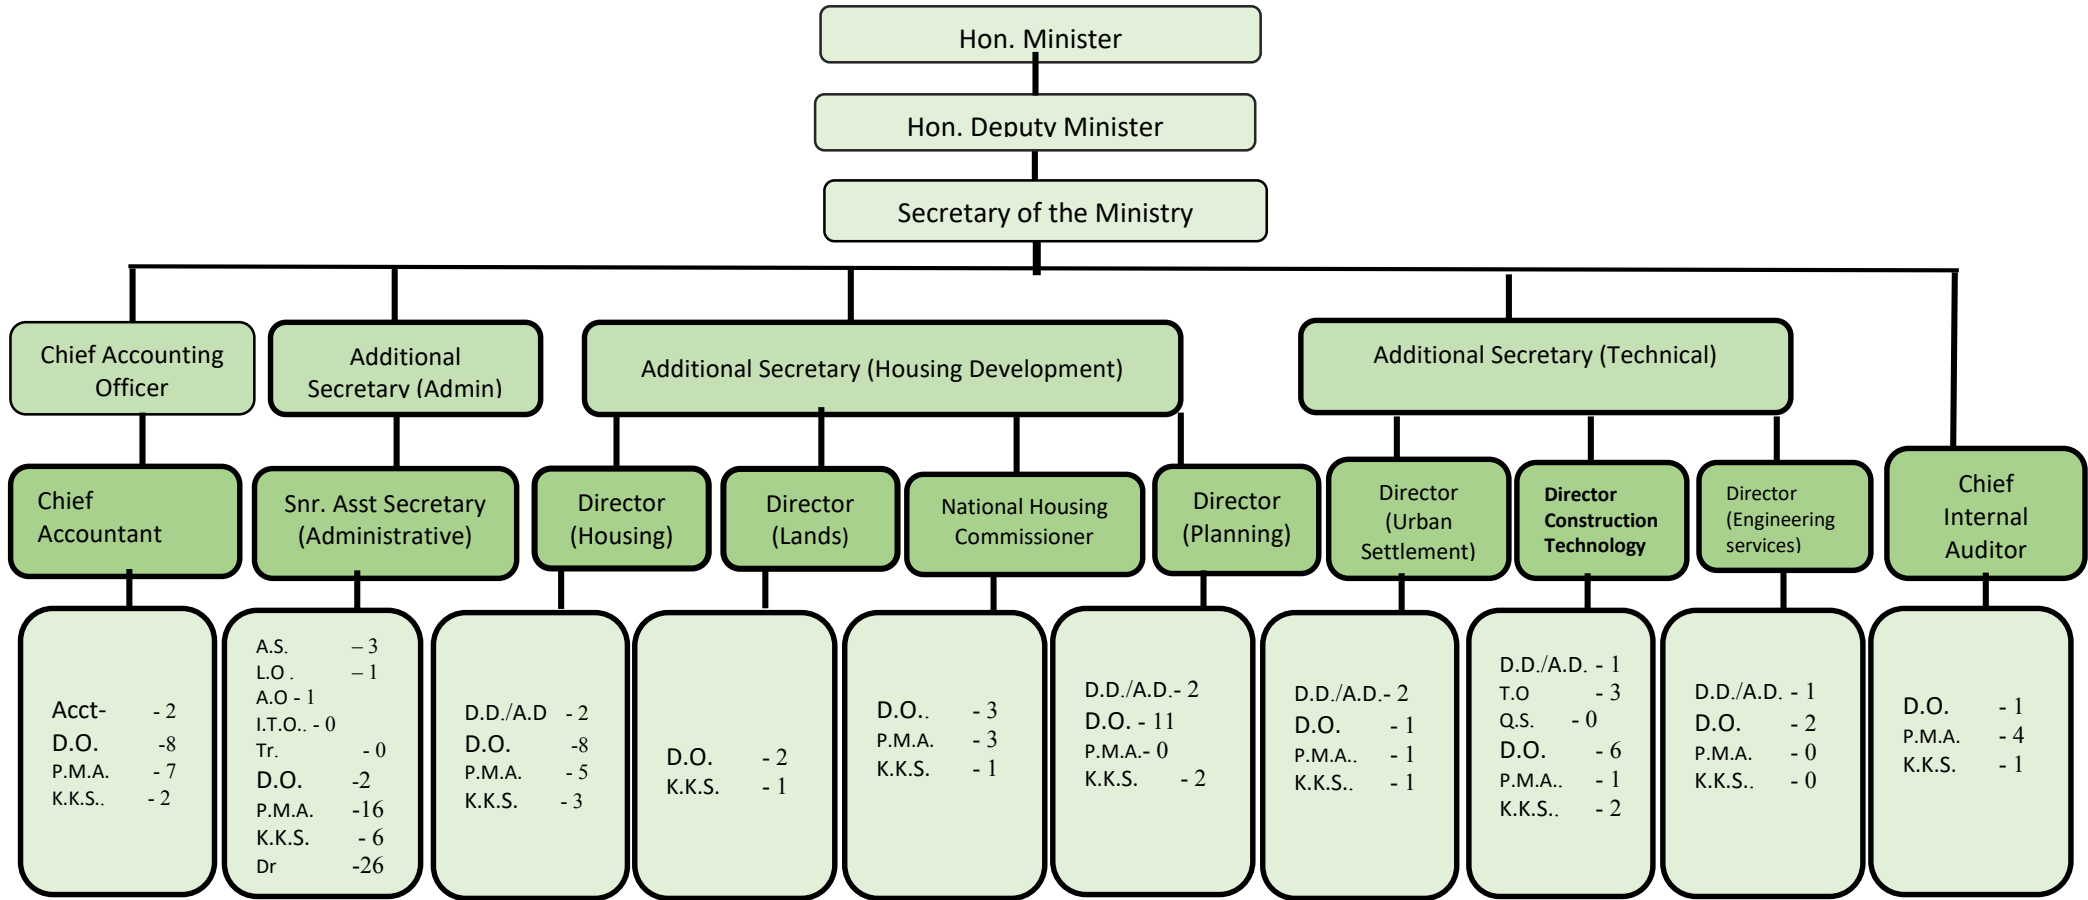 Hon. Minister
Hon. Deputy Minister
Secretary of the Ministry
Chief Accounting
Officer
Additional
Secretary (Admin)
Additional Secretary (Housing Development)
Additional Secretary (Technical)
Chief
Accountant
Snr. Asst Secretary
(Administrative)
Director
(Housing)
Director
(Lands)
National Housing
Commissioner
Director
(Planning)
Director
(Urban
Settlement)
Director
Construction
Technology
Director
(Engineering
services)
Chief
Internal
Auditor
Acct- - 2
D.O. -8
P.M.A. - 7
K.K.S.. - 2
A.S. – 3
L.O . – 1
A.O - 1
I.T.O.. - 0
Tr. - 0
D.O. -2
P.M.A. -16
K.K.S. - 6
Dr -26
D.D./A.D - 2
D.O. -8
P.M.A. - 5
K.K.S. - 3
D.O. - 2
K.K.S. - 1
D.O.. - 3
P.M.A. - 3
K.K.S. - 1
D.D./A.D.- 2
D.O. - 11
P.M.A.- 0
K.K.S. - 2
D.D./A.D.- 2
D.O. - 1
P.M.A.. - 1
K.K.S.. - 1
D.D./A.D. - 1
T.O - 3
Q.S. - 0
D.O. - 6
P.M.A.. - 1
K.K.S.. - 2
D.D./A.D. - 1
D.O. - 2
P.M.A. - 0
K.K.S.. - 0
D.O. - 1
P.M.A. - 4
K.K.S. - 1